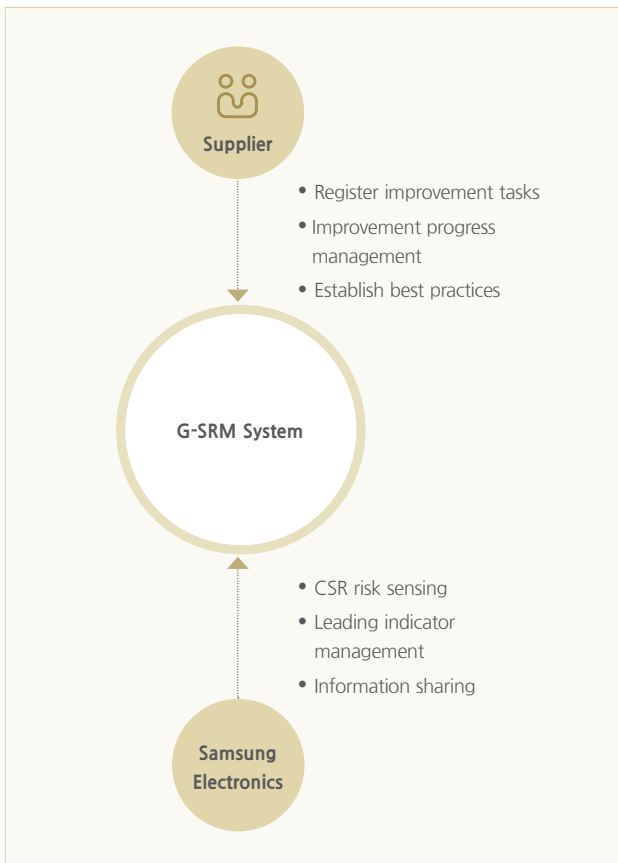 Supplier
• Register improvement tasks
• Improvement progress
management
• Establish best practices
G-SRM System
• CSR risk sensing
• Leading indicator
management
• Information sharing
Samsung
Electronics